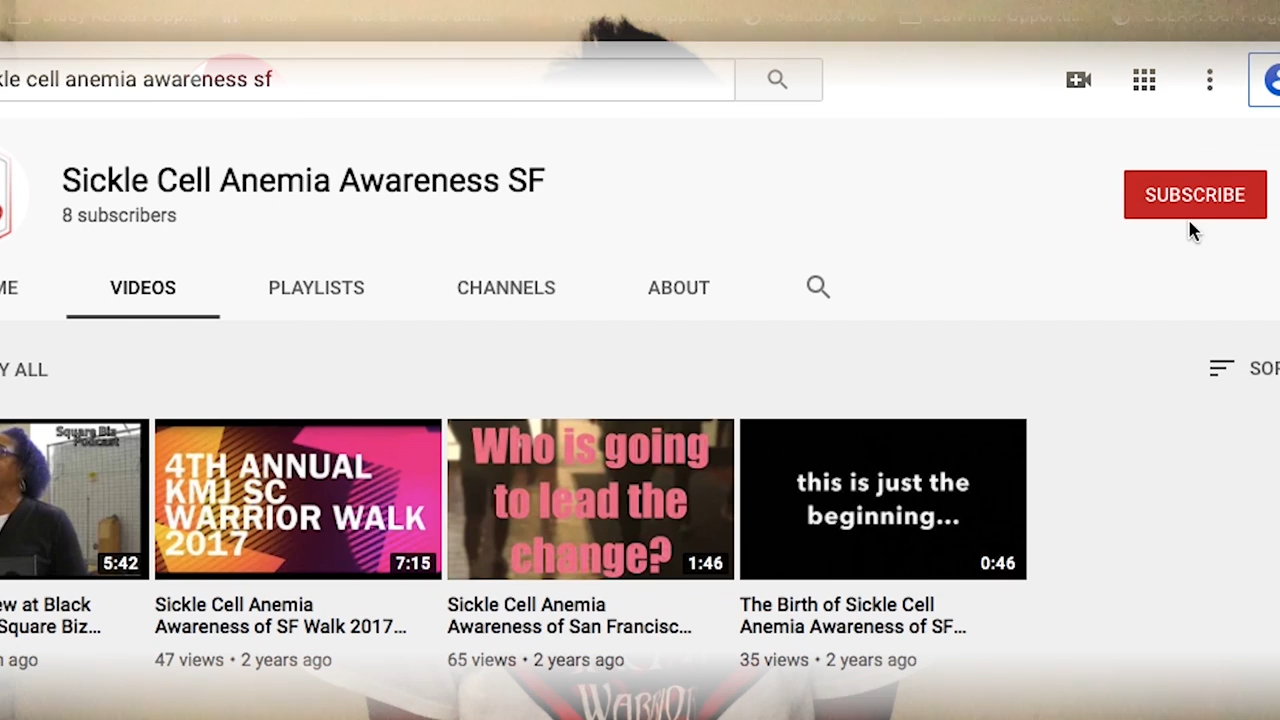 kle cell anemia awareness sf
Sickle Cell Anemia Awareness SF
8 subscribers
SUBSCRIBE
ME
VIDEOS
PLAYLISTS
CHANNELS
ABOUT
Y ALL
SOR
Square Biz
Podcast
5:42
4TH ANNUAL
KMJ SC
WARRIOR WALK
2017
7:15
Who is going
to lead the
change?
1:46
this is just the
beginning...
0:46
ew at Black
Square Biz...
Sickle Cell Anemia
Awareness of SF Walk 2017...
Sickle Cell Anemia
Awareness of San Francisc...
The Birth of Sickle Cell
Anemia Awareness of SF...
ago
47 views • 2 years ago
65 views • 2 years ago
35 views • 2 years ago